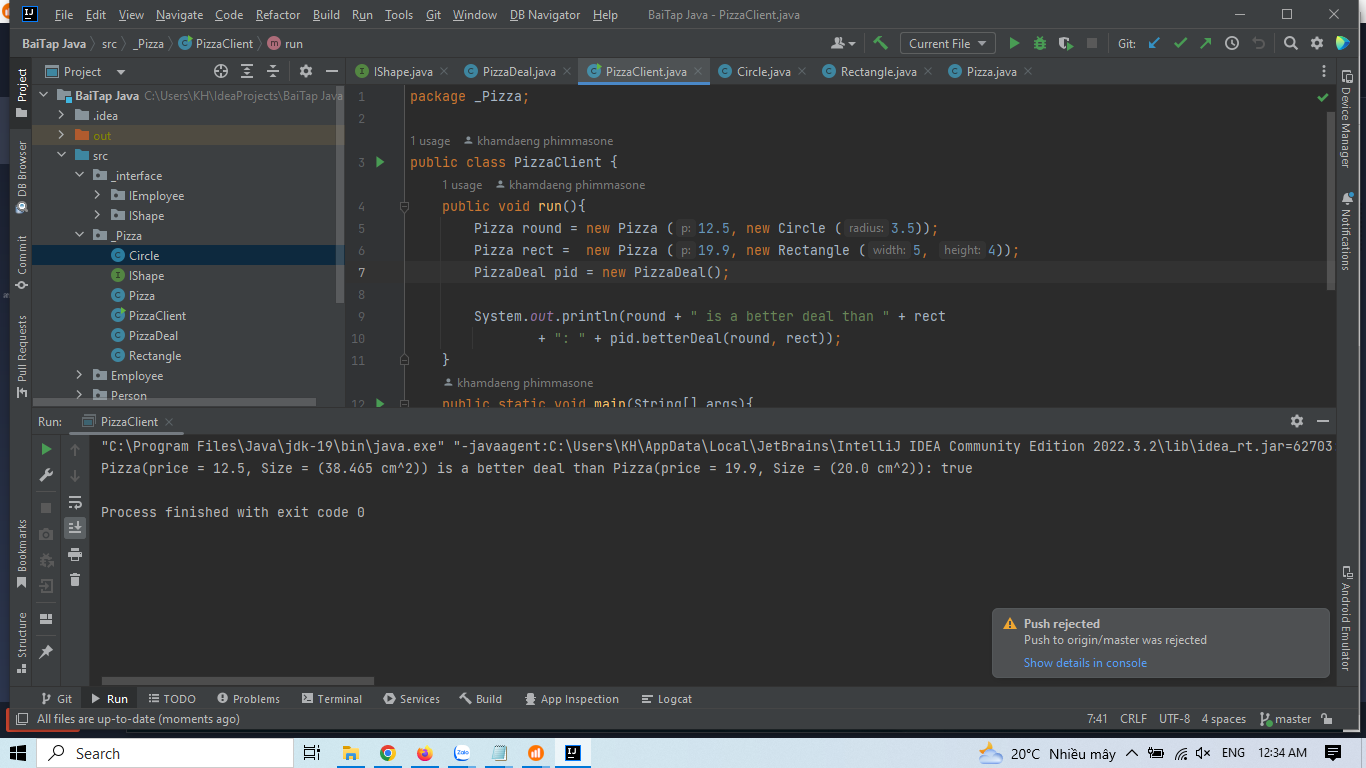 File Edit View Navigate Code Refactor Build Run Tools Git Window DB Navigator Help BaiTap Java - PizzaClient.java
BaiTap Java src _Pizza PizzaClient m run Current File Git:
Project
IShape.java PizzaDeal.java PizzaClient.java Circle.java Rectangle.java Pizza.java
BaiTap Java C:\Users\KH\IdeaProjects\BaiTap Java
.idea
out
src
_interface
IEmployee
IShape
_Pizza
Circle
IShape
Pizza
PizzaClient
PizzaDeal
Rectangle
Employee
Person
1 package _Pizza;
2
1 usage khamdaeng phimmasone
3 public class PizzaClient {
1 usage khamdaeng phimmasone
4 public void run(){
5 Pizza round = new Pizza ( p: 12.5, new Circle ( radius: 3.5));
6 Pizza rect =  new Pizza ( p: 19.9, new Rectangle ( width: 5, height: 4));
7 PizzaDeal pid = new PizzaDeal();
8
9 System.out.println(round + " is a better deal than " + rect
10 + ": " + pid.betterDeal(round, rect));
11 }
khamdaeng phimmasone
12 public static void main(String[] args){
Project
DB Browser
Commit
Pull Requests
Bookmarks
Structure
Device Manager
Notifications
Android Emulator
Run: PizzaClient
"C:\Program Files\Java\jdk-19\bin\java.exe" "-javaagent:C:\Users\KH\AppData\Local\JetBrains\IntelliJ IDEA Community Edition 2022.3.2\lib\idea_rt.jar=62703
Pizza(price = 12.5, Size = (38.465 cm^2)) is a better deal than Pizza(price = 19.9, Size = (20.0 cm^2)): true
Process finished with exit code 0
Push rejected
Push to origin/master was rejected
Show details in console
Git Run TODO Problems Terminal Services Build App Inspection Logcat
All files are up-to-date (moments ago) 7:41 CRLF UTF-8 4 spaces master
Search Zalo 20°C Nhiều mây ENG 12:34 AM